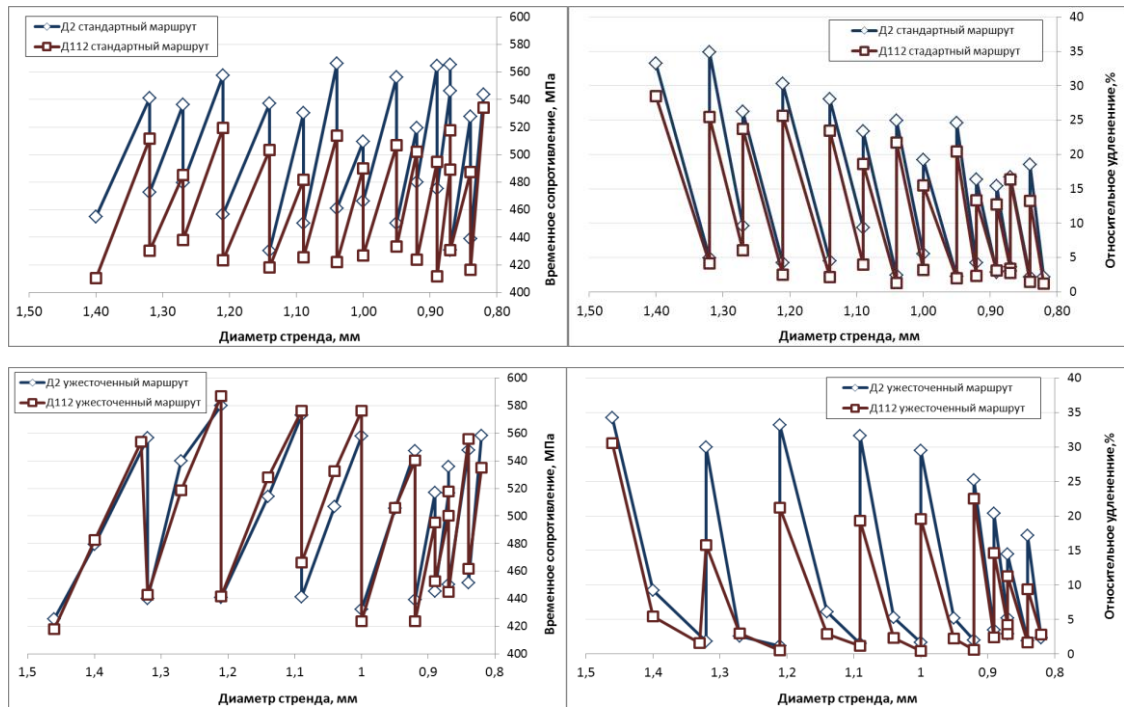 Д2 стандартный маршрут
Д112 стандартный маршрут
600
580
560
540
520
500
480
460
440
420
400
Временное сопротивление, МПа
1,50 1,40 1,30 1,20 1,10 1,00 0,90 0,80
Диаметр стренда, мм
Д2 стандартный маршрут
Д112 стадартный маршрут
40
35
30
25
20
15
10
5
0
Относительное удлененние,%
1,50 1,40 1,30 1,20 1,10 1,00 0,90 0,80
Диаметр стренда, мм
Д2 ужесточенный маршрут
Д112 ужесточенный маршрут
600
580
560
540
520
500
480
460
440
420
400
Временное сопротивление, МПа
1,5 1,4 1,3 1,2 1,1 1 0,9 0,8
Диаметр стренда, мм
Д2 ужесточенный маршрут
Д112 ужесточенный маршрут
40
35
30
25
20
15
10
5
0
Относительное удлененние,%
1,5 1,4 1,3 1,2 1,1 1 0,9 0,8
Диаметр стренда, мм